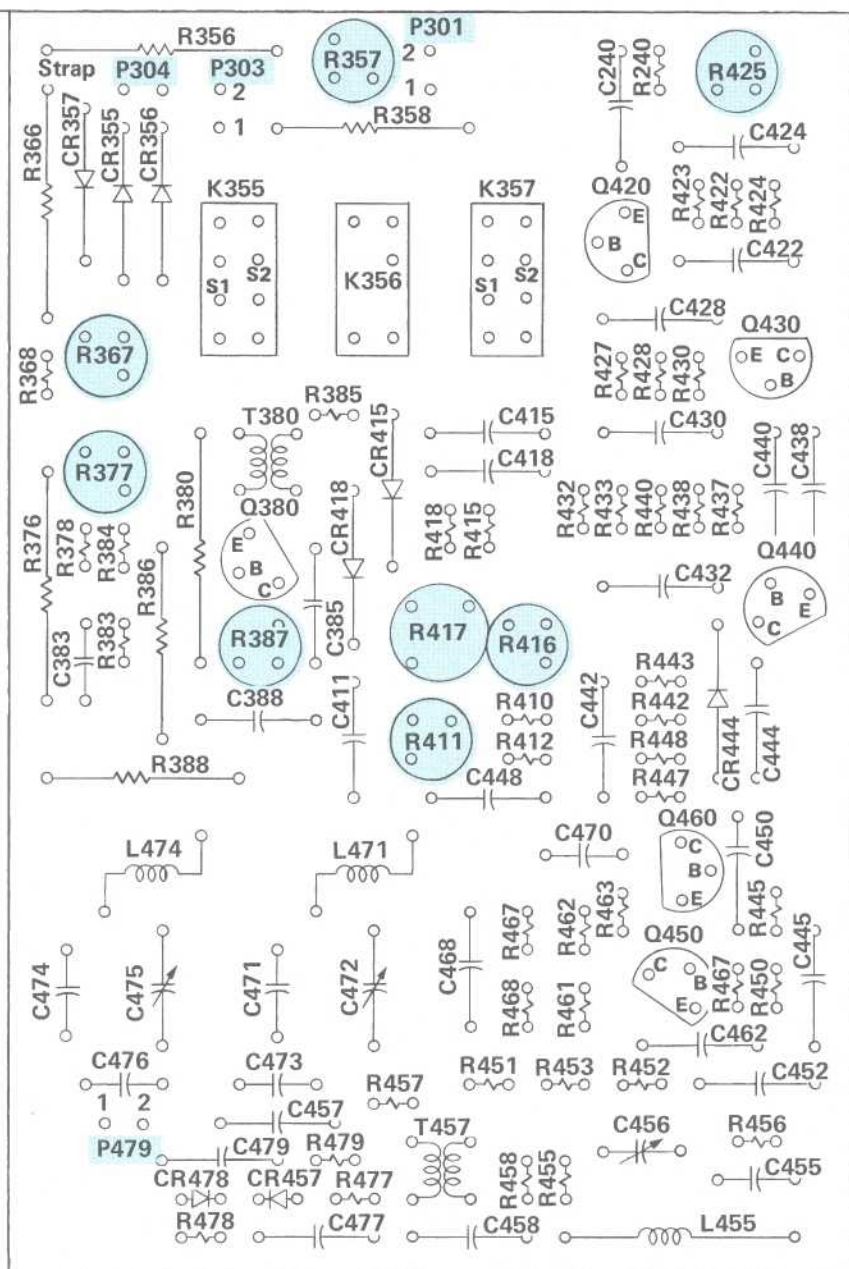 R356
P301
Strap
P304
P303
R357
2
1
2
1
C240
R240
R425
R366
CR357
CR355
CR356
R358
C424
K355
K357
Q420
R423
R422
R424
E
B
C
S1
S2
K356
S1
S2
C422
C428
Q430
R367
R368
R427
R428
R430
E
C
B
R385
T380
CR415
C415
C430
C440
C438
R377
R380
C418
R376
R378
R384
R386
Q380
E
B
C
CR418
R418
R415
R432
R433
R440
R438
R437
C385
C432
Q440
B
E
C
C383
R383
R387
R417
R416
R443
C388
C411
R410
C442
R442
R411
R412
R448
CR444
C444
R388
C448
R447
L474
L471
C470
Q460
C
B
E
C450
R463
R445
C474
C475
C471
C472
C468
R467
R462
Q450
C
B
E
C445
R467
R450
R468
R461
C462
C476
C473
R451
R453
R452
C452
R457
1
2
C457
T457
C456
R456
P479
C479
R479
CR478
CR457
R477
R458
R455
C455
R478
C477
C458
L455